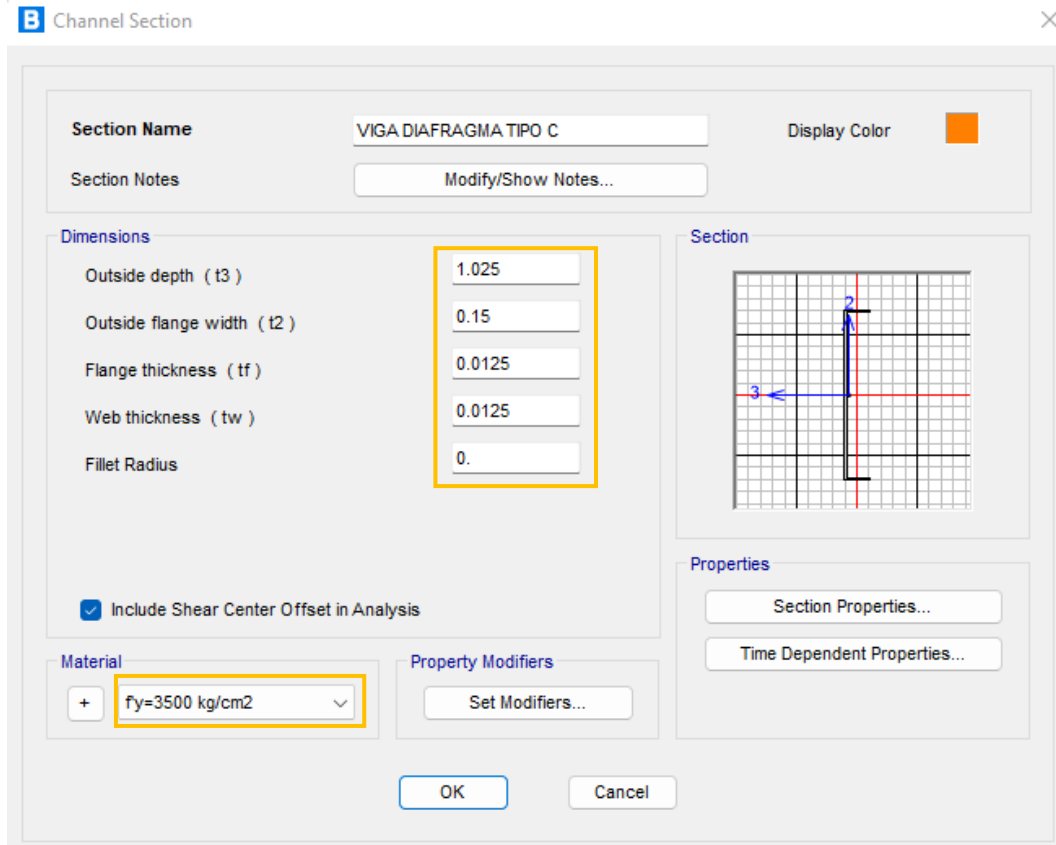 B Channel Section
Section Name VIGA DIAFRAGMA TIPO C Display Color
Section Notes Modify/Show Notes...
Dimensions
Outside depth ( t3 ) 1.025
Outside flange width ( t2 ) 0.15
Flange thickness ( tf ) 0.0125
Web thickness ( tw ) 0.0125
Fillet Radius 0.
Include Shear Center Offset in Analysis
Section
2
3
Properties
Section Properties...
Time Dependent Properties...
Material
+ f'y=3500 kg/cm2
Property Modifiers
Set Modifiers...
OK Cancel